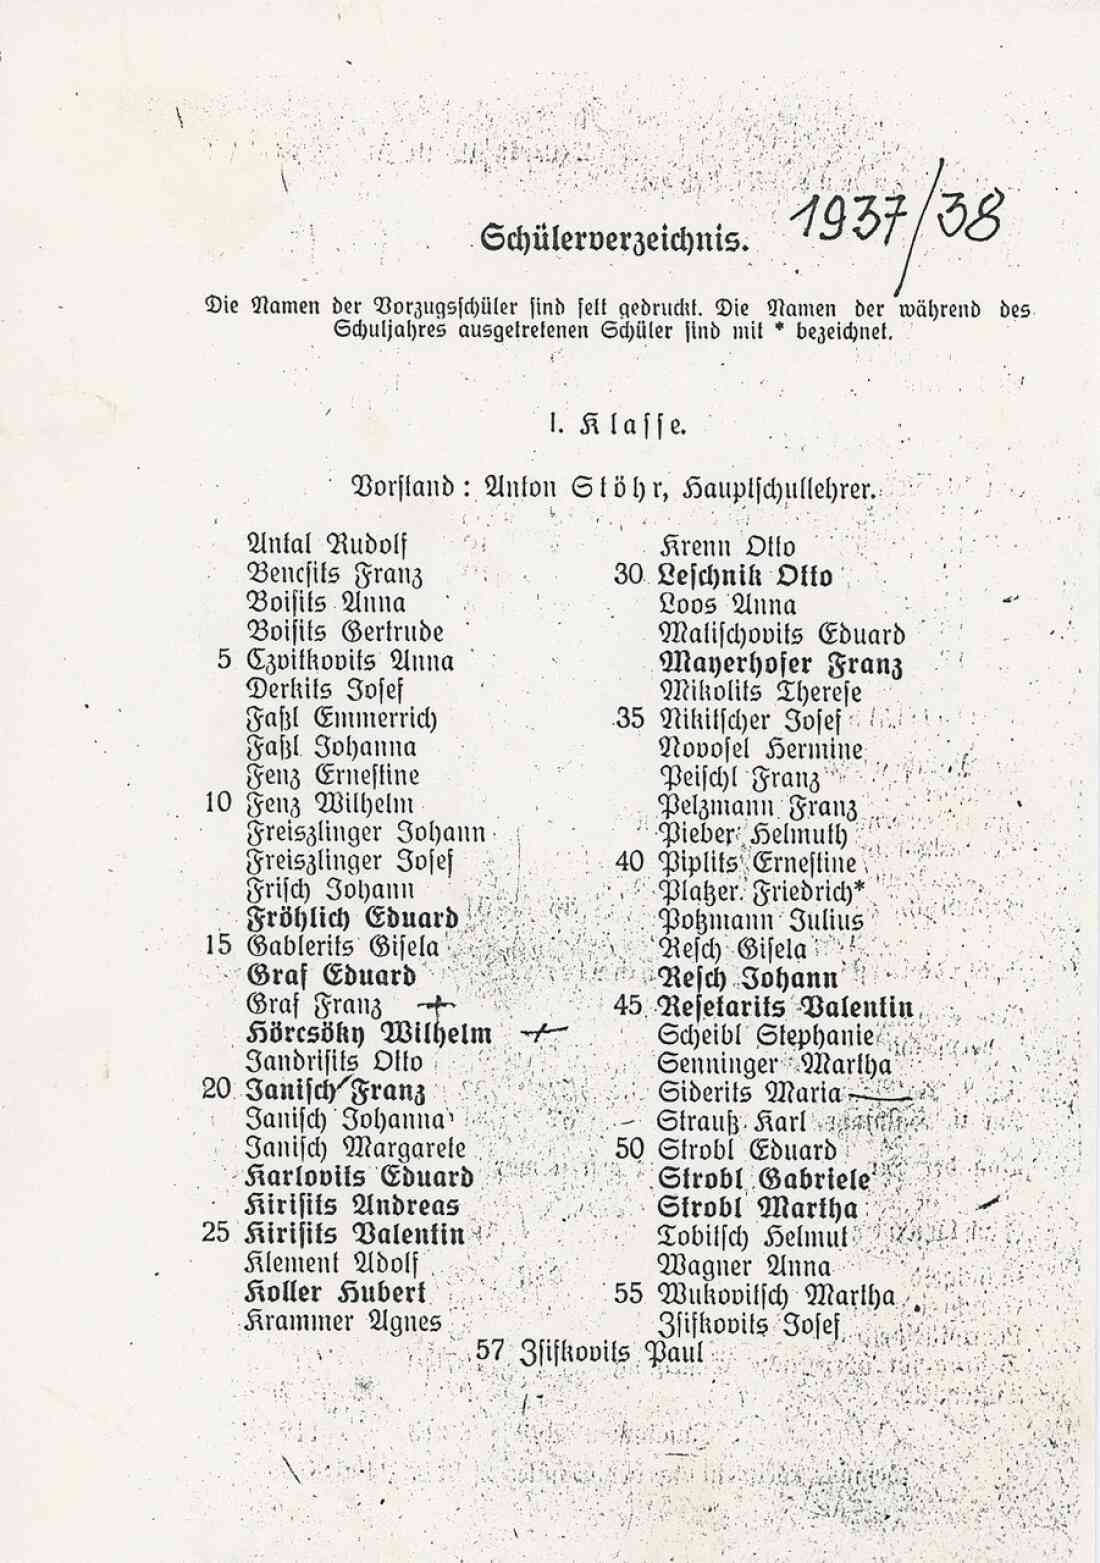 1937/38
Schülerverzeichnis.
Die Namen der Vorzugsschüler sind fett gedruckt. Die Namen der während des
Schuljahres ausgetretenen Schüler sind mit * bezeichnet.
I. Klasse.
Vorstand: Anton Stöhr, Hauptschullehrer.
Antal Rudolf
Bencsits Franz
Boisits Anna
Boisits Gertrude
5 Czvitkovits Anna
Derkits Josef
Faßl Emmerrich
Faßl Johanna
Fenz Ernestine
10 Fenz Wilhelm
Freiszlinger Johann
Freiszlinger Josef
Frisch Johann
Fröhlich Eduard
15 Gablerits Gisela
Graf Eduard
Graf Franz +
Hörcsöky Wilhelm +
Jandrisits Otto
20 Janisch Franz
Janisch Johanna
Janisch Margarete
Karlovits Eduard
Kirisits Andreas
25 Kirisits Valentin
Klement Adolf
Koller Hubert
Krammer Agnes
Krenn Otto
30 Leschnik Otto
Loos Anna
Matischovits Eduard
Mayerhofer Franz
Mikolits Therese
35 Nikitscher Josef
Novosel Hermine
Peischl Franz
Pelzmann Franz
Pieber Helmuth
40 Piplits Ernestine
Platzer Friedrich*
Potzmann Julius
Resch Gisela
Resch Johann
45 Resetarits Valentin
Scheibl Stephanie
Senninger Martha
Siderits Maria
Strauß Karl
50 Strobl Eduard
Strobl Gabriele
Strobl Martha
Tobitsch Helmut
Wagner Anna
55 Wukovitsch Martha
Zsifkovits Josef
57 Zsifkovits Paul